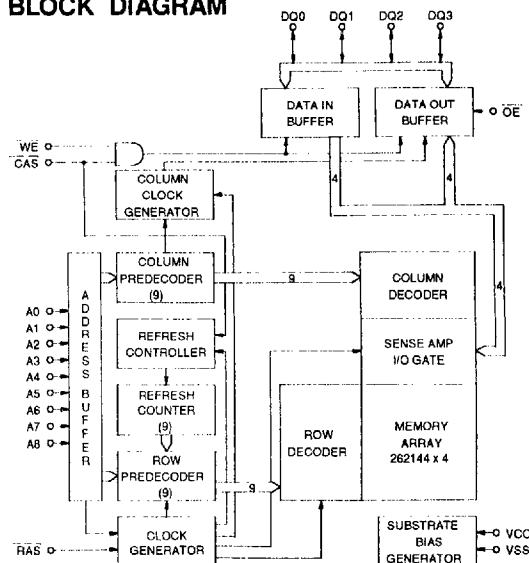 BLOCK DIAGRAM
DQ0 DQ1 DQ2 DQ3
DATA IN
BUFFER
DATA OUT
BUFFER
OE
WE
CAS
4
4
COLUMN
CLOCK
GENERATOR
COLUMN
PREDECODER
(9)
9
COLUMN
DECODER
4
ADDRESS BUFFER
A0
A1
A2
A3
A4
A5
A6
A7
A8
REFRESH
CONTROLLER
SENSE AMP
I/O GATE
REFRESH
COUNTER
(9)
ROW
DECODER
MEMORY
ARRAY
262144 x 4
ROW
PREDECODER
(9)
9
RAS
CLOCK
GENERATOR
SUBSTRATE
BIAS
GENERATOR
VCC
VSS